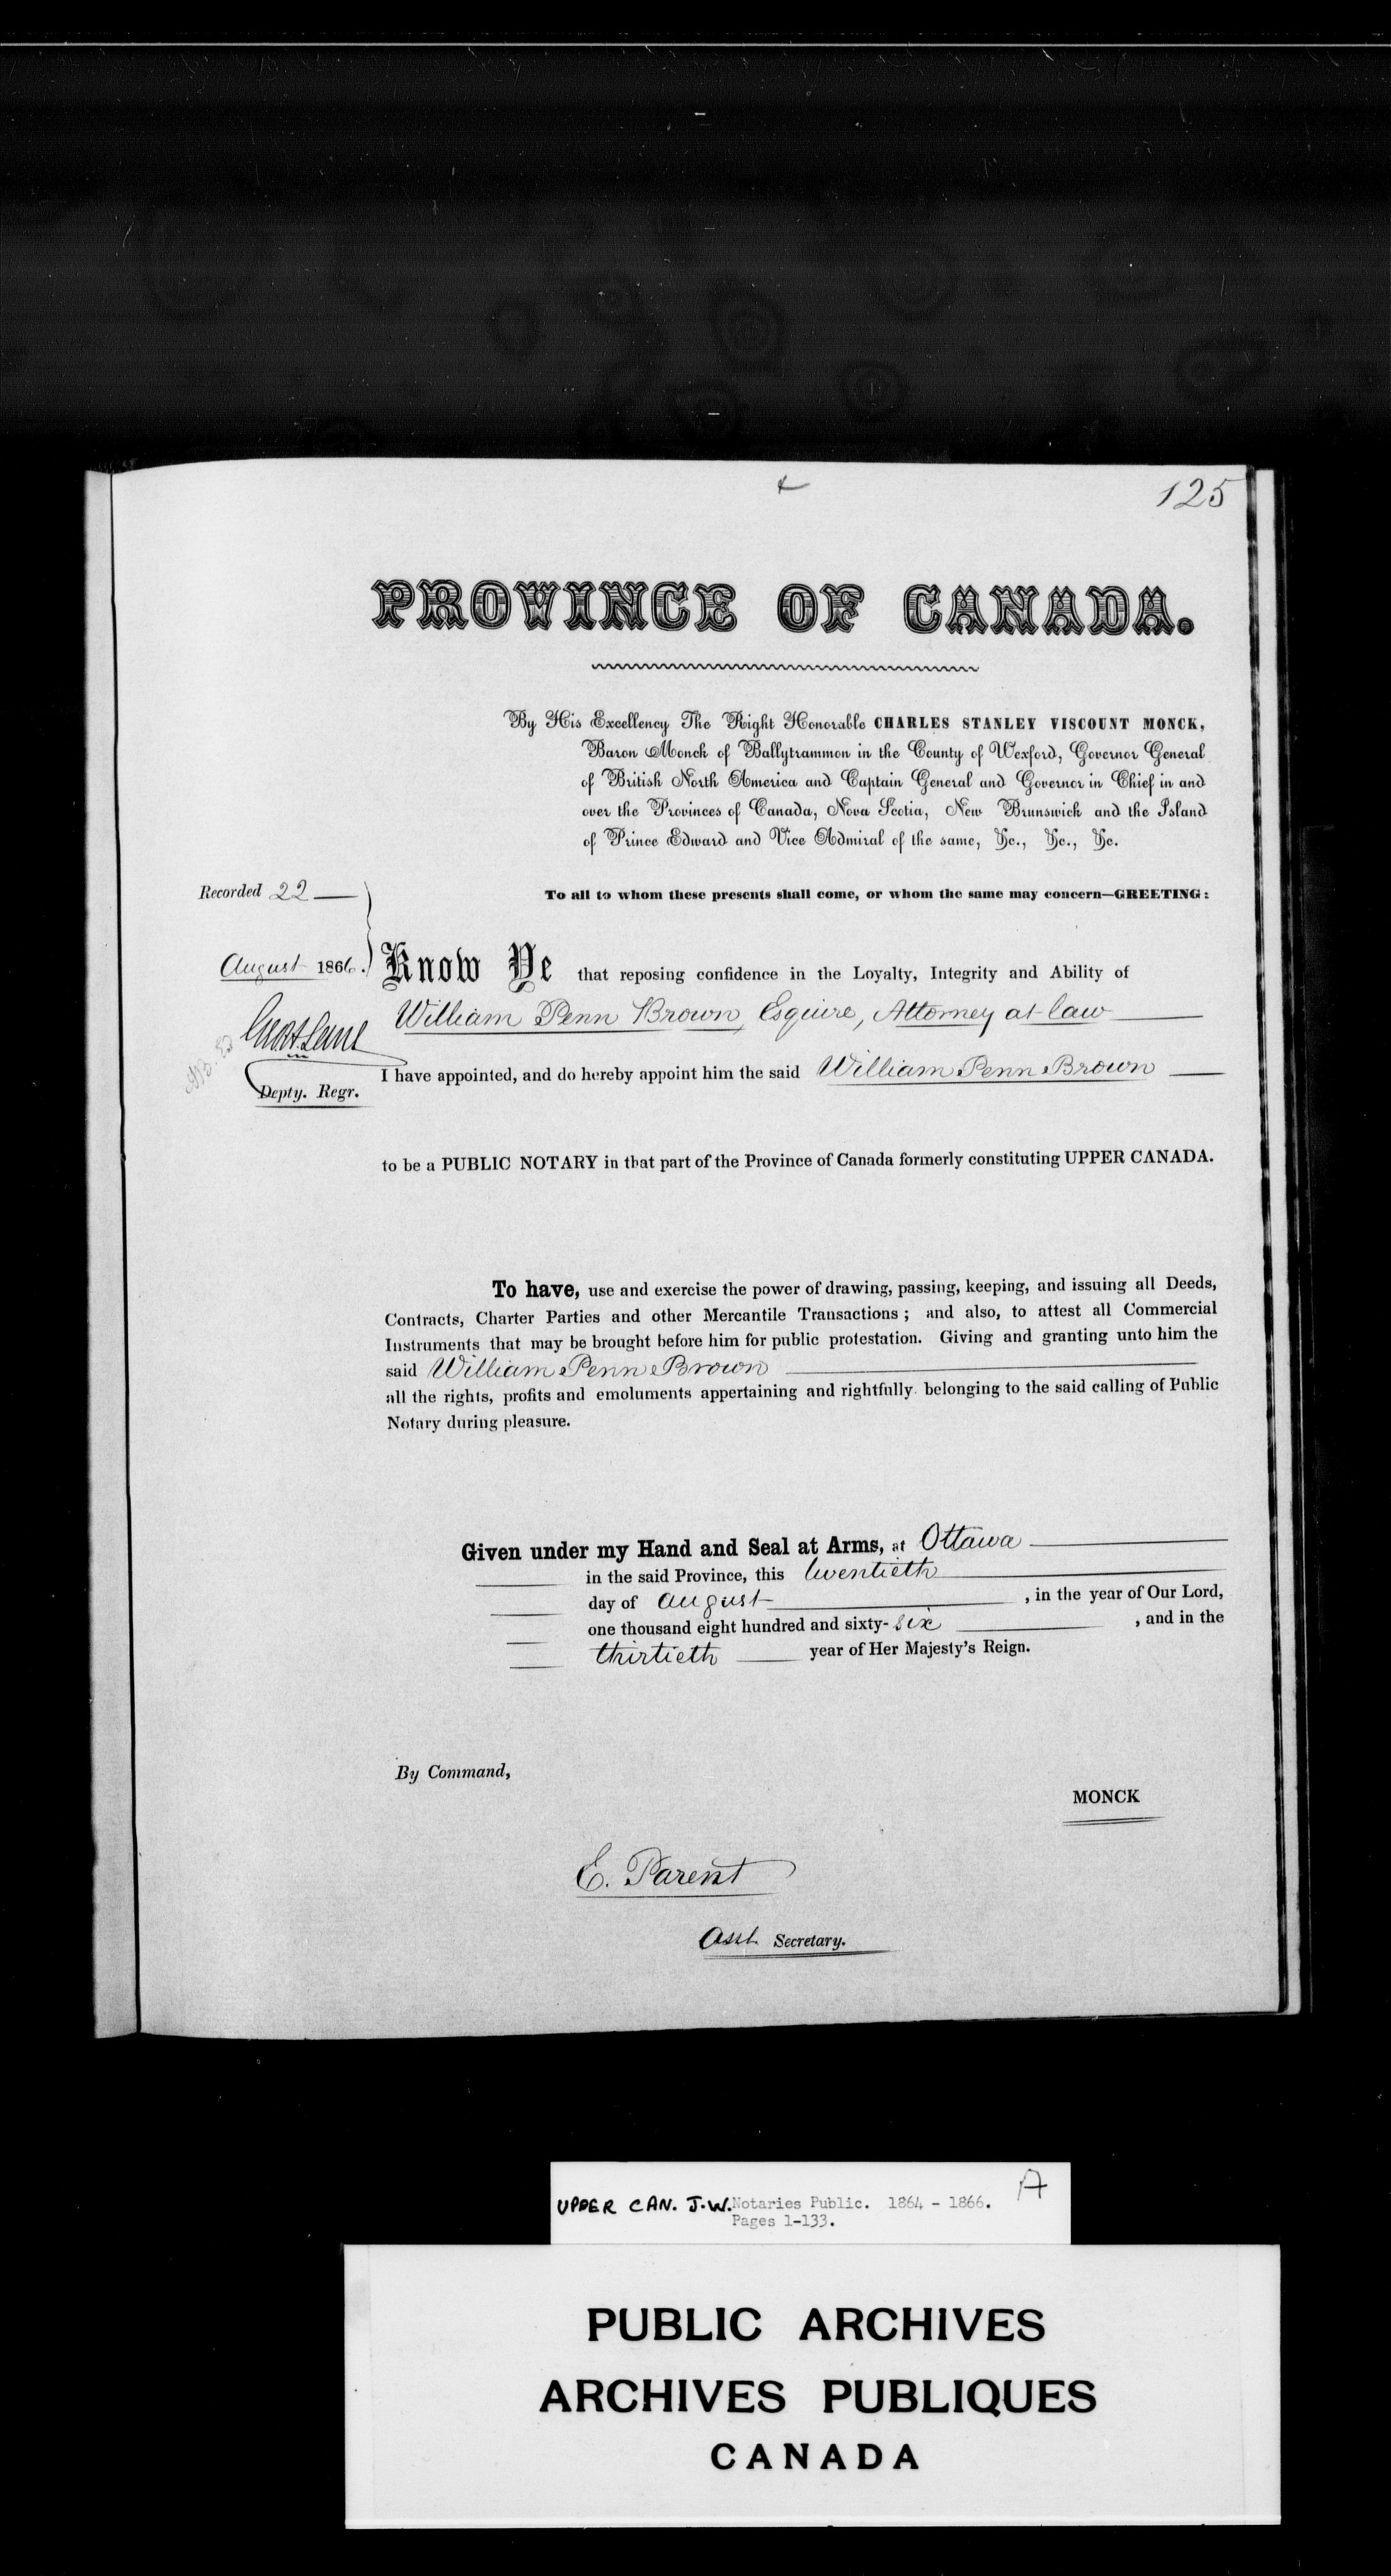 125
PROVINCE OF CANADA.
By His Excellency The Right Honorable CHARLES STANLEY VISCOUNT MONCK,
Baron Monck of Ballytrammon in the County of Wexford, Governor General
of British North America and Captain General and Governor in Chief in and
over the Provinces of Canada, Nova Scotia, New Brunswick and the Island
of Prince Edward and Vice Admiral of the same, &c., &c., &c.
Recorded 22
To all to whom these presents shall come, or whom the same may concern—GREETING:
August 1866.
Know Ye that reposing confidence in the Loyalty, Integrity and Ability of
William Penn Brown, Esquire, Attorney at law
I have appointed, and do hereby appoint him the said William Penn Brown
Depty. Regr.
to be a PUBLIC NOTARY in that part of the Province of Canada formerly constituting UPPER CANADA.
To have, use and exercise the power of drawing, passing, keeping, and issuing all Deeds,
Contracts, Charter Parties and other Mercantile Transactions; and also, to attest all Commercial
Instruments that may be brought before him for public protestation. Giving and granting unto him the
said William Penn Brown
all the rights, profits and emoluments appertaining and rightfully belonging to the said calling of Public
Notary during pleasure.
Given under my Hand and Seal at Arms, at Ottawa
in the said Province, this twentieth
day of August , in the year of Our Lord,
one thousand eight hundred and sixty-six , and in the
thirtieth year of Her Majesty's Reign.
By Command,
MONCK
E. Parent
Asst. Secretary.
A
UPPER CAN. J.W. Notaries Public. 1864 - 1866.
Pages 1-133.
PUBLIC ARCHIVES
ARCHIVES PUBLIQUES
CANADA